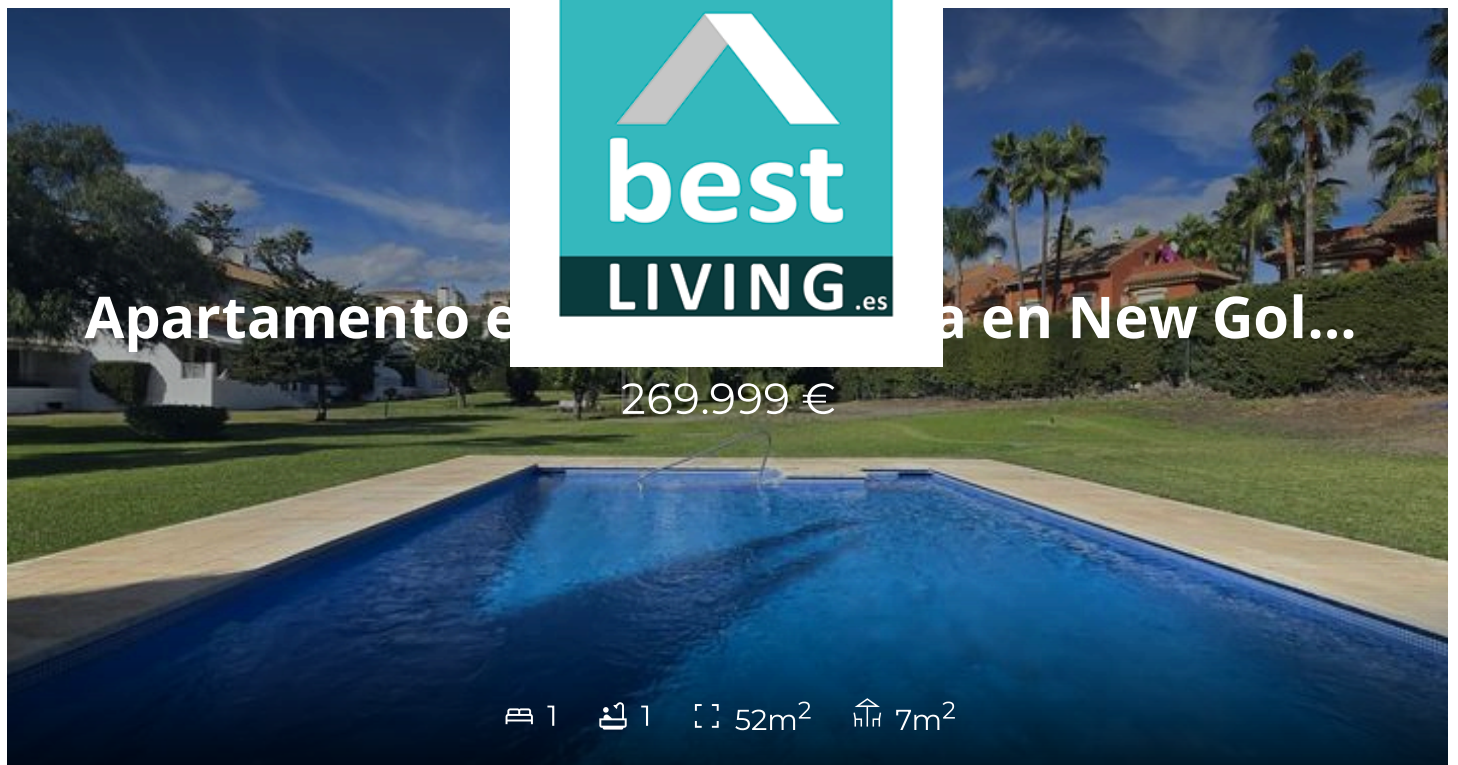 best
LIVING.es
Apartamento e a en New Gol...
269.999 €
1 1 52m² 7m²